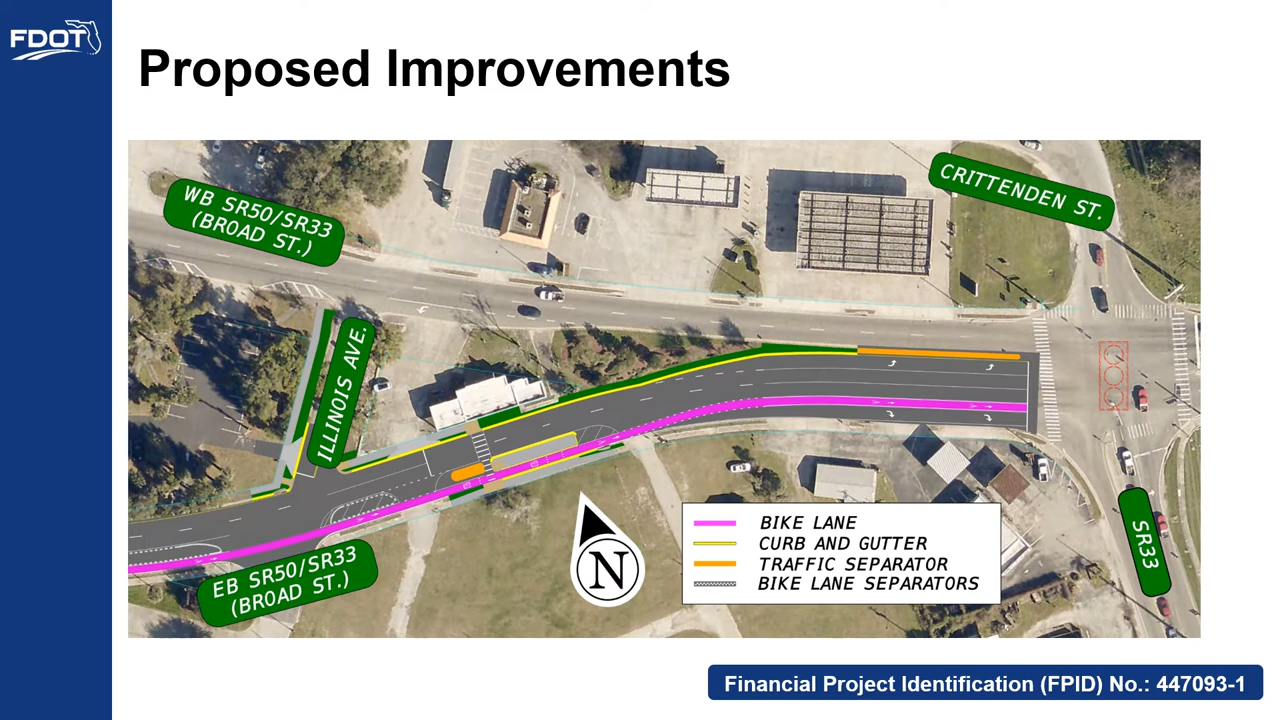 FDOT
Proposed Improvements
WB SR50/SR33
(BROAD ST.)
CRITTENDEN ST.
ILLINOIS AVE.
EB SR50/SR33
(BROAD ST.)
N
BIKE LANE
CURB AND GUTTER
TRAFFIC SEPARATOR
BIKE LANE SEPARATORS
SR33
Financial Project Identification (FPID) No.: 447093-1